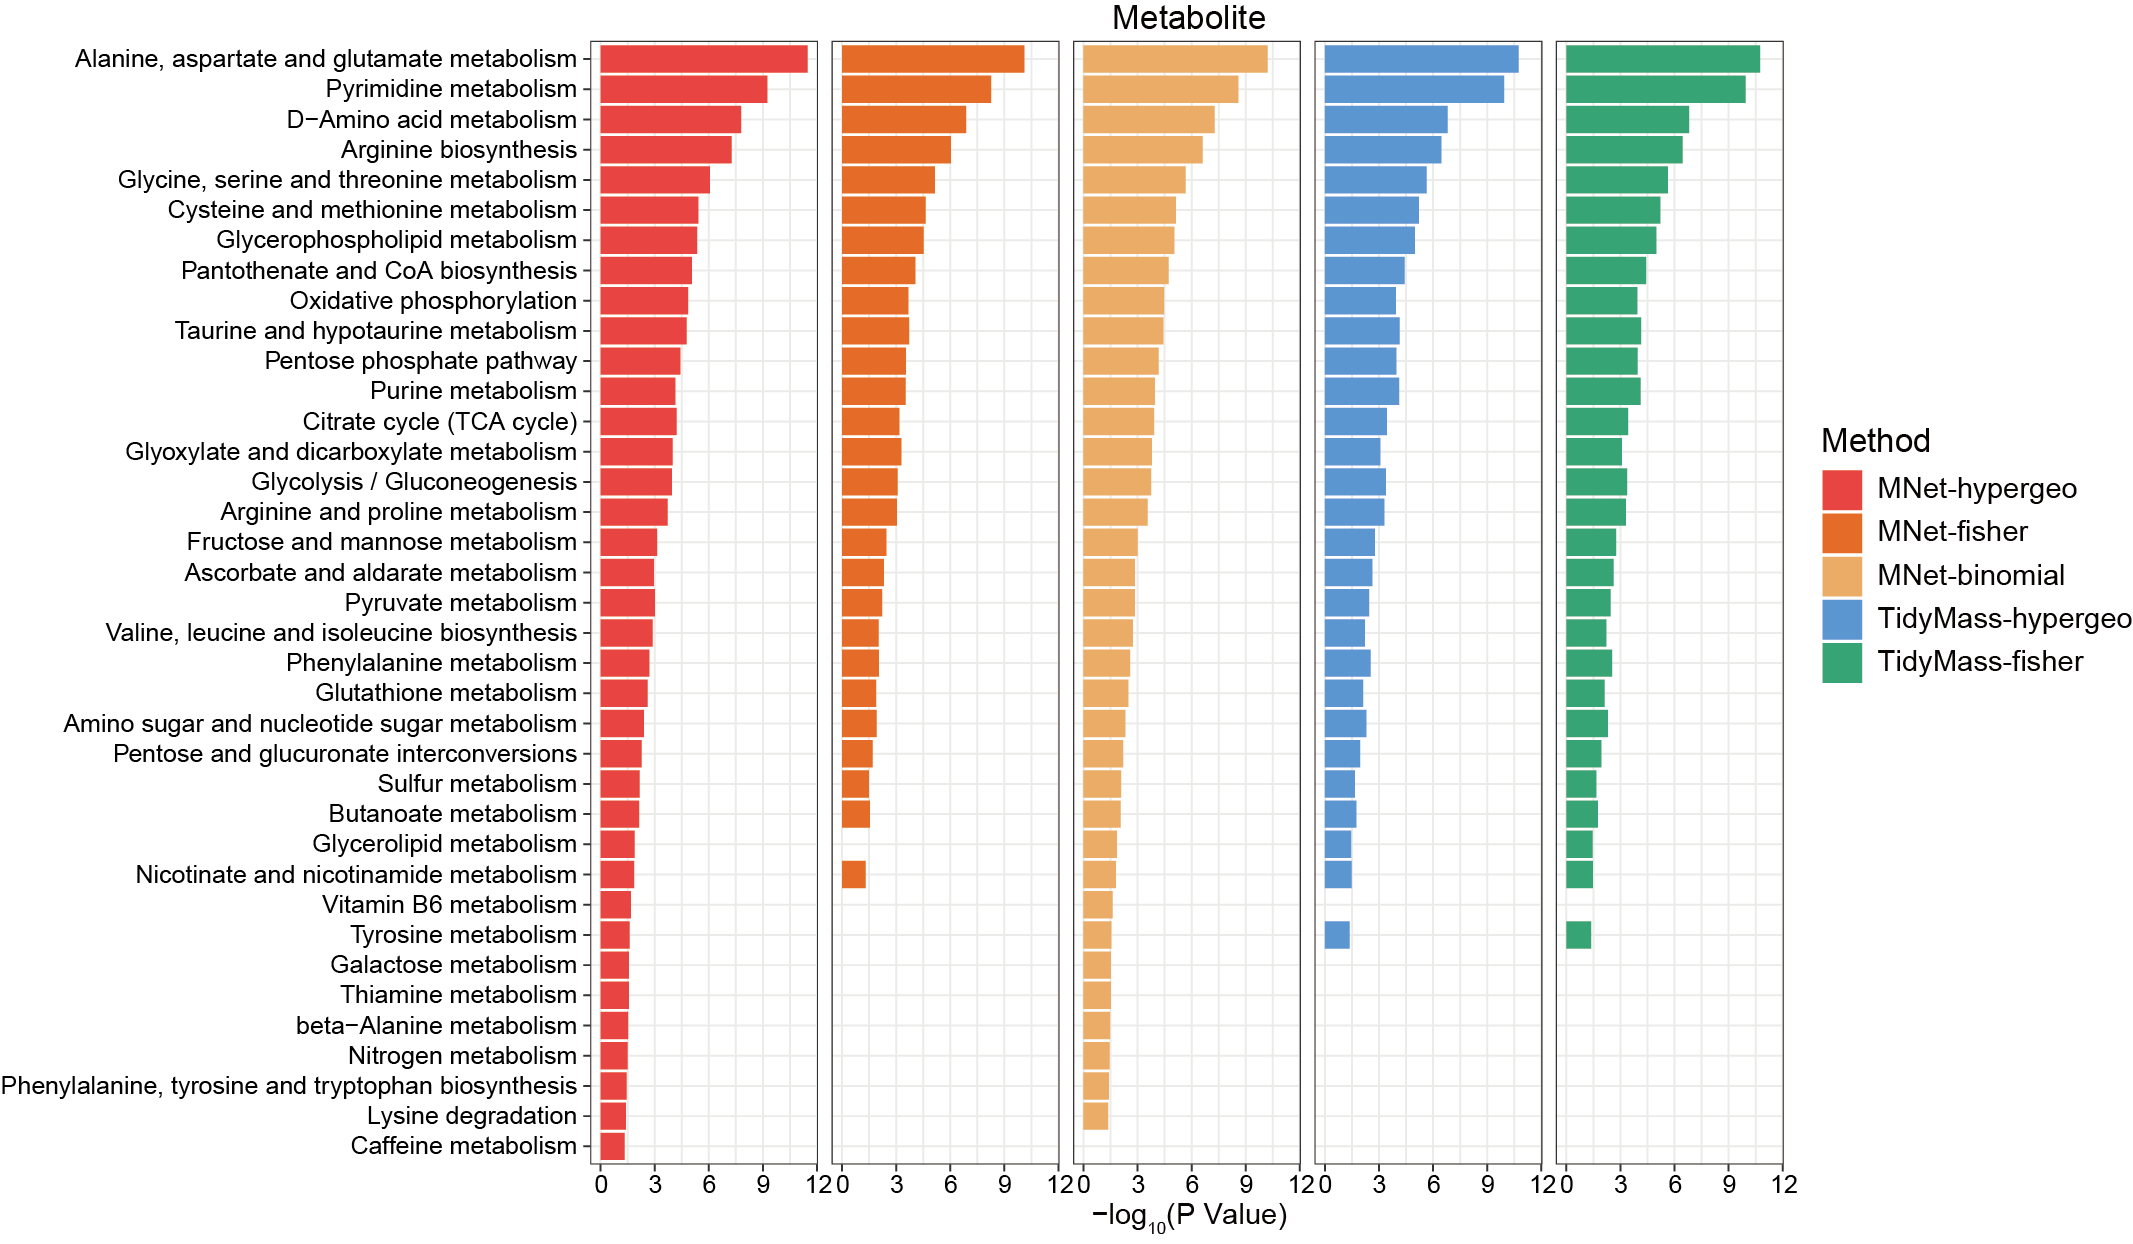 Metabolite
Alanine, aspartate and glutamate metabolism
Pyrimidine metabolism
D−Amino acid metabolism
Arginine biosynthesis
Glycine, serine and threonine metabolism
Cysteine and methionine metabolism
Glycerophospholipid metabolism
Pantothenate and CoA biosynthesis
Oxidative phosphorylation
Taurine and hypotaurine metabolism
Pentose phosphate pathway
Purine metabolism
Citrate cycle (TCA cycle)
Glyoxylate and dicarboxylate metabolism
Glycolysis / Gluconeogenesis
Arginine and proline metabolism
Fructose and mannose metabolism
Ascorbate and aldarate metabolism
Pyruvate metabolism
Valine, leucine and isoleucine biosynthesis
Phenylalanine metabolism
Glutathione metabolism
Amino sugar and nucleotide sugar metabolism
Pentose and glucuronate interconversions
Sulfur metabolism
Butanoate metabolism
Glycerolipid metabolism
Nicotinate and nicotinamide metabolism
Vitamin B6 metabolism
Tyrosine metabolism
Galactose metabolism
Thiamine metabolism
beta−Alanine metabolism
Nitrogen metabolism
Phenylalanine, tyrosine and tryptophan biosynthesis
Lysine degradation
Caffeine metabolism
0 3 6 9 12 0 3 6 9 12 0 3 6 9 12 0 3 6 9 12 0 3 6 9 12
−log10(P Value)
Method
MNet-hypergeo
MNet-fisher
MNet-binomial
TidyMass-hypergeo
TidyMass-fisher